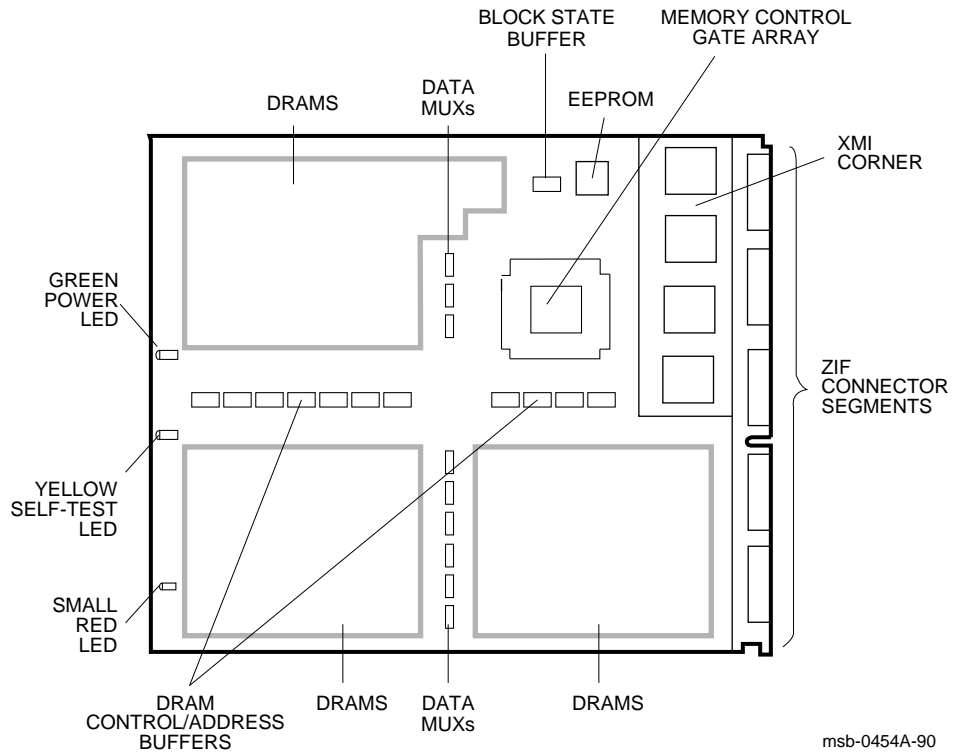 BLOCK STATE
BUFFER
MEMORY CONTROL
GATE ARRAY
DRAMS
DATA
MUXs
EEPROM
XMI
CORNER
GREEN
POWER
LED
ZIF
CONNECTOR
SEGMENTS
YELLOW
SELF-TEST
LED
SMALL
RED
LED
DRAM
CONTROL/ADDRESS
BUFFERS
DRAMS
DATA
MUXs
DRAMS
msb-0454A-90